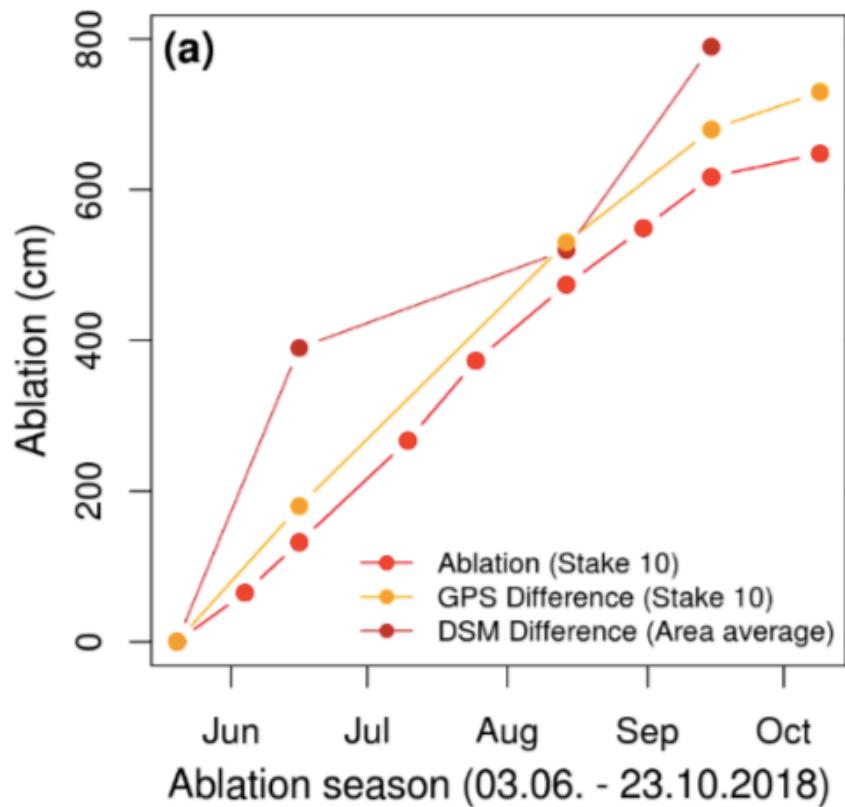 (a)
Ablation (cm)
800
600
400
200
0
Ablation (Stake 10)
GPS Difference (Stake 10)
DSM Difference (Area average)
Jun Jul Aug Sep Oct
Ablation season (03.06. - 23.10.2018)